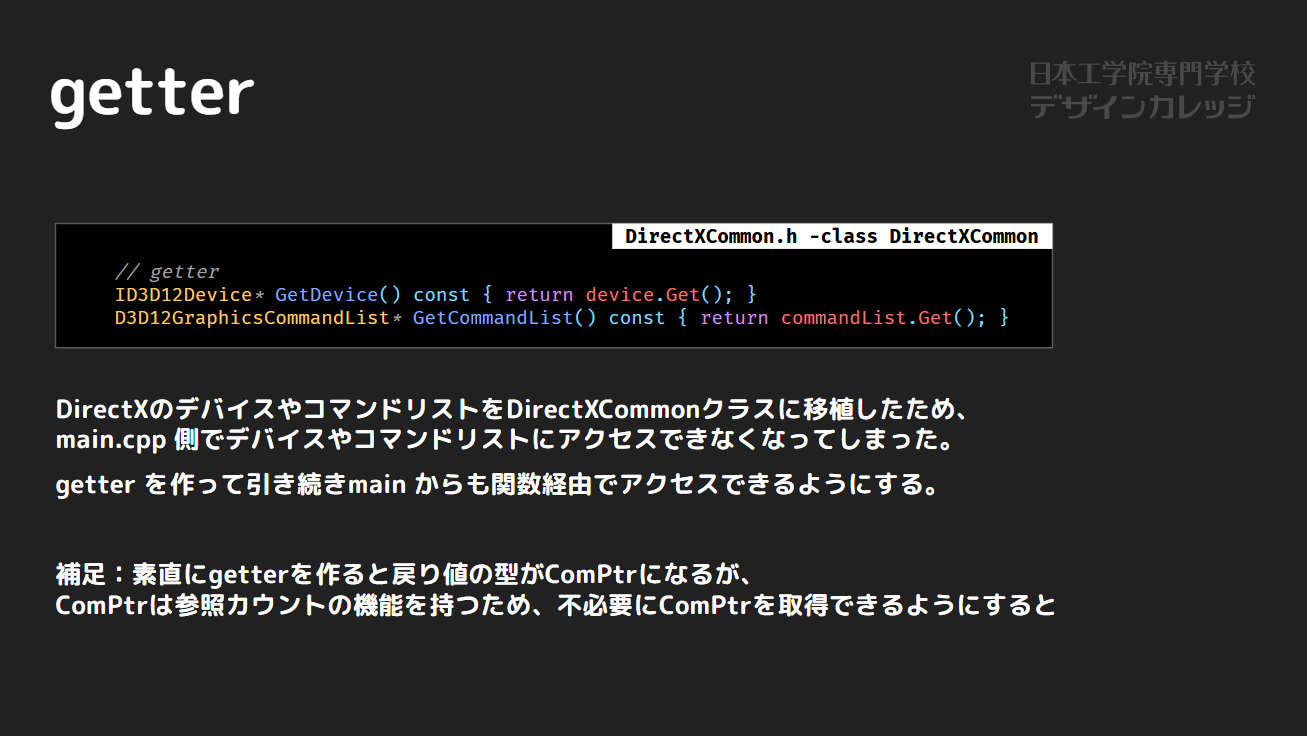 getter
日本工学院専門学校
デザインカレッジ
DirectXCommon.h -class DirectXCommon
// getter
ID3D12Device* GetDevice() const { return device.Get(); }
D3D12GraphicsCommandList* GetCommandList() const { return commandList.Get(); }
DirectXのデバイスやコマンドリストをDirectXCommonクラスに移植したため、
main.cpp 側でデバイスやコマンドリストにアクセスできなくなってしまった。
getter を作って引き続きmain からも関数経由でアクセスできるようにする。
補足：素直にgetterを作ると戻り値の型がComPtrになるが、
ComPtrは参照カウントの機能を持つため、不必要にComPtrを取得できるようにすると